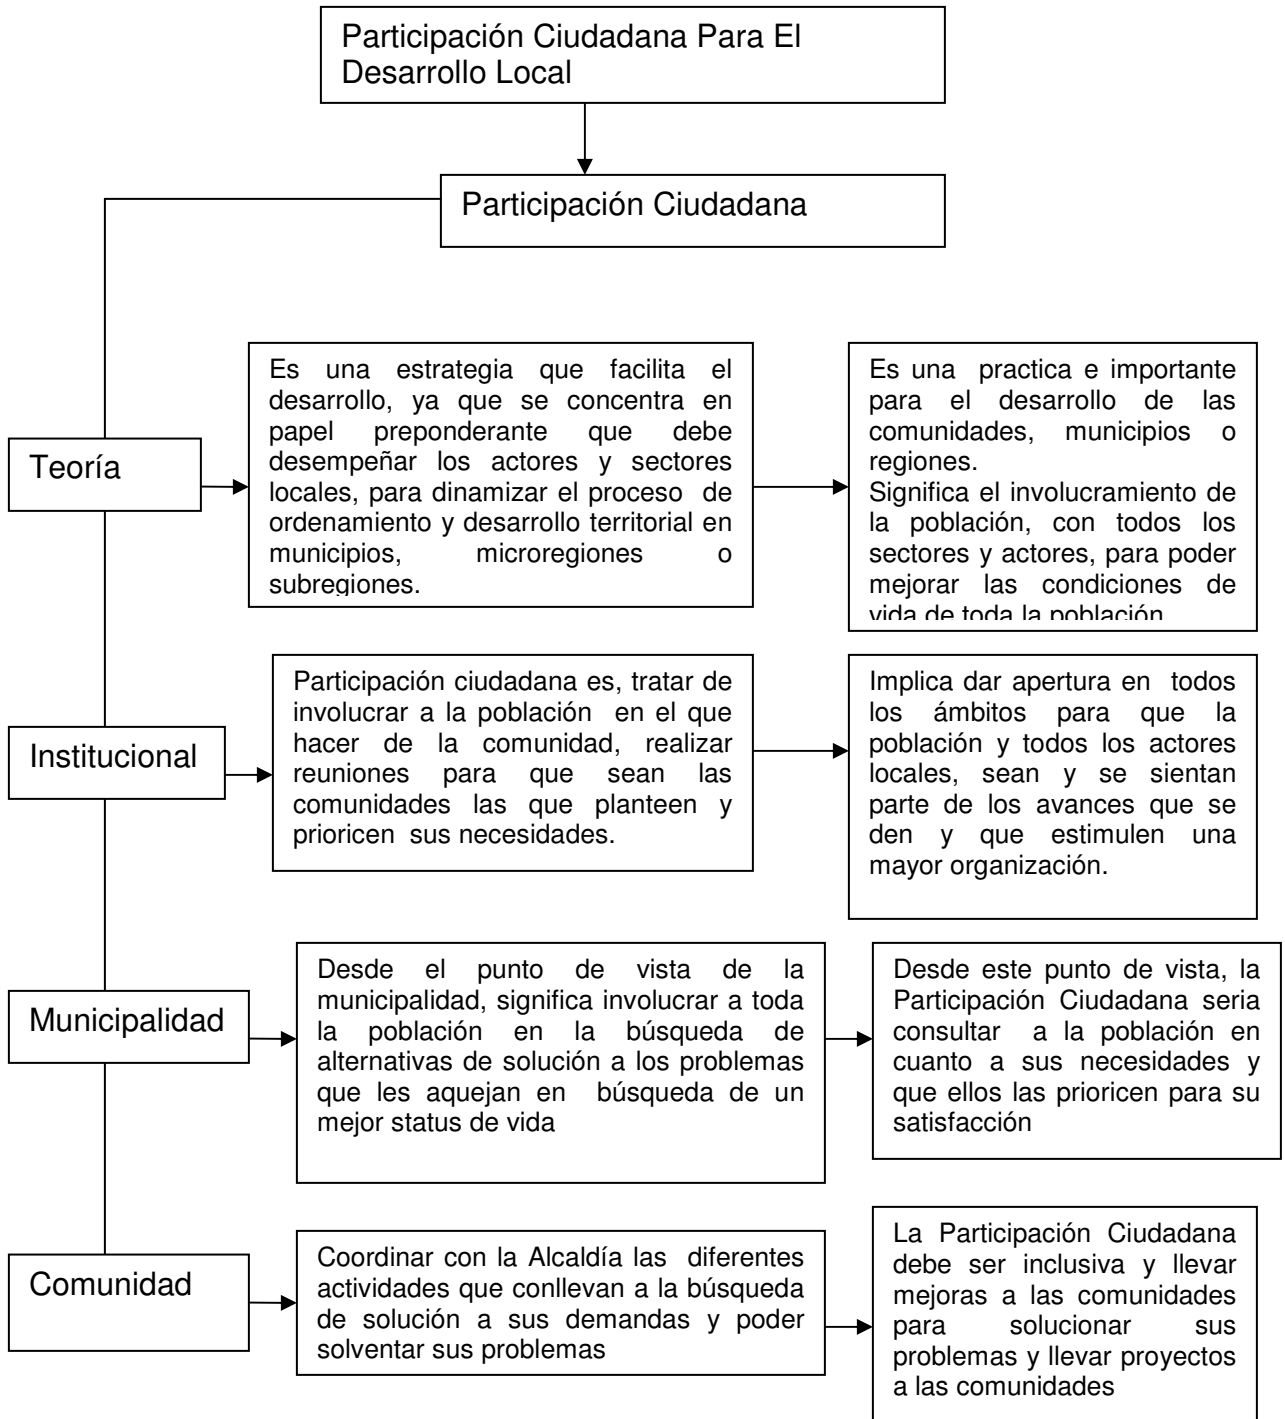 Participación Ciudadana Para El
Desarrollo Local
Participación Ciudadana
Teoría
Es una estrategia que facilita el
desarrollo, ya que se concentra en
papel preponderante que debe
desempeñar los actores y sectores
locales, para dinamizar el proceso de
ordenamiento y desarrollo territorial en
municipios, microregiones o
subregiones.
Es una practica e importante
para el desarrollo de las
comunidades, municipios o
regiones.
Significa el involucramiento de
la población, con todos los
sectores y actores, para poder
mejorar las condiciones de
vida de toda la población
Institucional
Participación ciudadana es, tratar de
involucrar a la población en el que
hacer de la comunidad, realizar
reuniones para que sean las
comunidades las que planteen y
prioricen sus necesidades.
Implica dar apertura en todos
los ámbitos para que la
población y todos los actores
locales, sean y se sientan
parte de los avances que se
den y que estimulen una
mayor organización.
Municipalidad
Desde el punto de vista de la
municipalidad, significa involucrar a toda
la población en la búsqueda de
alternativas de solución a los problemas
que les aquejan en búsqueda de un
mejor status de vida
Desde este punto de vista, la
Participación Ciudadana seria
consultar a la población en
cuanto a sus necesidades y
que ellos las prioricen para su
satisfacción
Comunidad
Coordinar con la Alcaldía las diferentes
actividades que conllevan a la búsqueda
de solución a sus demandas y poder
solventar sus problemas
La Participación Ciudadana
debe ser inclusiva y llevar
mejoras a las comunidades
para solucionar sus
problemas y llevar proyectos
a las comunidades